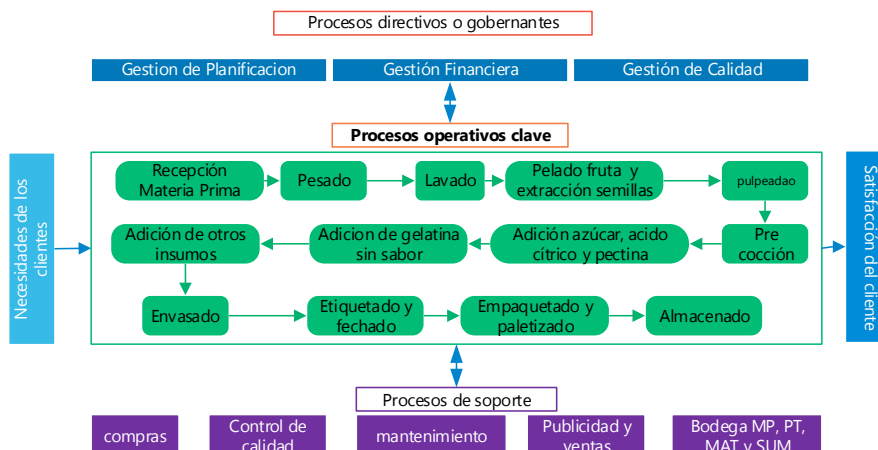 Procesos directivos o gobernantes
Gestion de Planificacion
Gestión Financiera
Gestión de Calidad
Procesos operativos clave
Necesidades de los
clientes
Recepción
Materia Prima
Pesado
Lavado
Pelado fruta y
extracción semillas
pulpeadao
Pre
cocción
Adición azúcar, acido
cítrico y pectina
Adicion de gelatina
sin sabor
Adición de otros
insumos
Envasado
Etiquetado y
fechado
Empaquetado y
paletizado
Almacenado
Satisfacción del cliente
Procesos de soporte
compras
Control de
calidad
mantenimiento
Publicidad y
ventas
Bodega MP, PT,
MAT y SUM